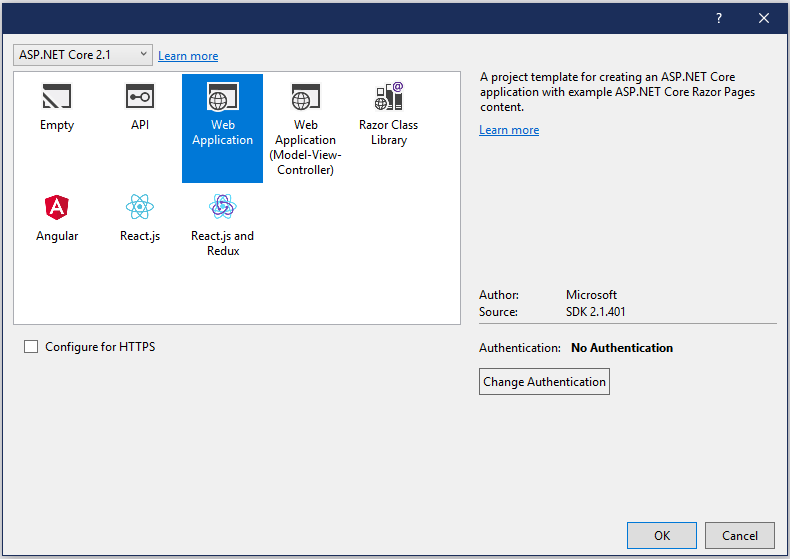 ?
ASP.NET Core 2.1
Learn more
Empty
API
Web
Application
Web
Application
(Model-View-
Controller)
Razor Class
Library
Angular
React.js
React.js and
Redux
A project template for creating an ASP.NET Core
application with example ASP.NET Core Razor Pages
content.
Learn more
Author: Microsoft
Source: SDK 2.1.401
Configure for HTTPS
Authentication: No Authentication
Change Authentication
OK
Cancel